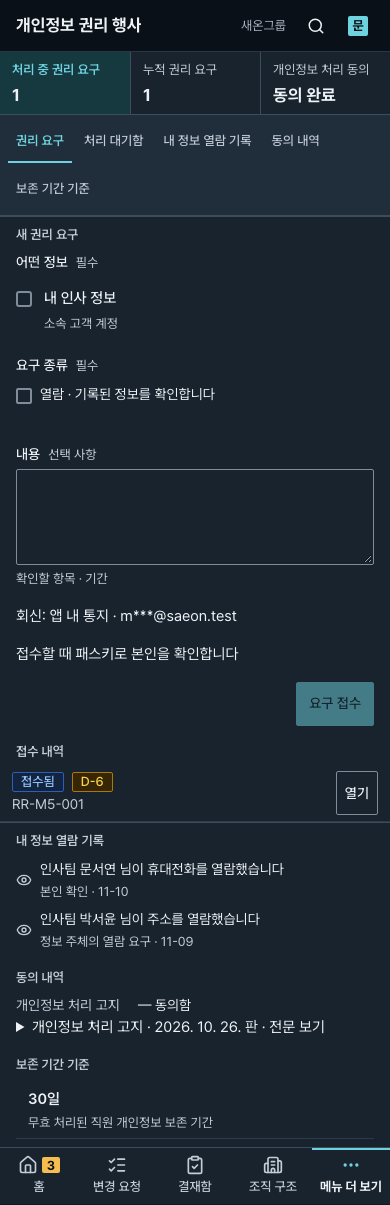 개인정보 권리 행사
새온그룹
문
처리 중 권리 요구
1
누적 권리 요구
1
개인정보 처리 동의
동의 완료
권리 요구
처리 대기함
내 정보 열람 기록
동의 내역
보존 기간 기준
새 권리 요구
어떤 정보 필수
내 인사 정보
소속 고객 계정
요구 종류 필수
열람 · 기록된 정보를 확인합니다
내용 선택 사항
확인할 항목 · 기간
회신: 앱 내 통지 · m***@saeon.test
접수할 때 패스키로 본인을 확인합니다
요구 접수
접수 내역
접수됨 D-6
RR-M5-001
열기
내 정보 열람 기록
인사팀 문서연 님이 휴대전화를 열람했습니다
본인 확인 · 11-10
인사팀 박서윤 님이 주소를 열람했습니다
정보 주체의 열람 요구 · 11-09
동의 내역
개인정보 처리 고지 — 동의함
▶ 개인정보 처리 고지 · 2026. 10. 26. 판 · 전문 보기
보존 기간 기준
30일
무효 처리된 직원 개인정보 보존 기간
3
홈
변경 요청
결재함
조직 구조
메뉴 더 보기